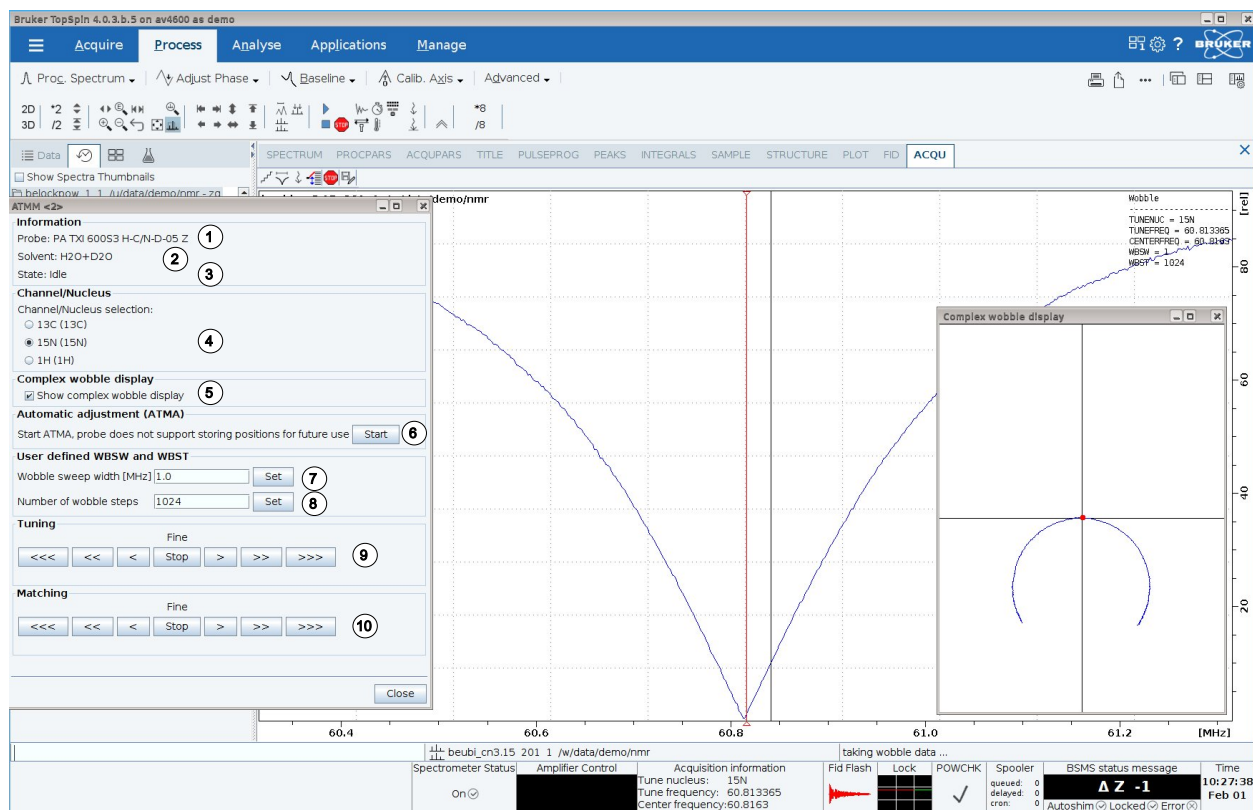 Bruker TopSpin 4.0.3.b.5 on av4600 as demo
Acquire Process Analyse Applications Manage
BRUKER
Proc. Spectrum Adjust Phase Baseline Calib. Axis Advanced
2D *2 *8
3D /2 STOP /8
Data
SPECTRUM PROCPARS ACQUPARS TITLE PULSEPROG PEAKS INTEGRALS SAMPLE STRUCTURE PLOT FID ACQU
Show Spectra Thumbnails
STOP
belockpow 1 1 /u/data/demo/nmr - zg
/demo/nmr
ATMM <2>
Information
Probe: PA TXI 600S3 H-C/N-D-05 Z 1
Solvent: H2O+D2O 2
State: Idle 3
Channel/Nucleus
Channel/Nucleus selection:
13C (13C)
15N (15N) 4
1H (1H)
Complex wobble display
Show complex wobble display 5
Automatic adjustment (ATMA)
Start ATMA, probe does not support storing positions for future use Start 6
User defined WBSW and WBST
Wobble sweep width [MHz] 1.0 Set 7
Number of wobble steps 1024 Set 8
Tuning
Fine
<<< << < Stop > >> >>> 9
Matching
Fine
<<< << < Stop > >> >>> 10
Close
Wobble
TUNENUC = 15N
TUNEFREQ = 60.813365
CENTERFREQ = 60.8163
WBSW = 1
WBST = 1024
[rel]
80
60
40
20
Complex wobble display
60.4 60.6 60.8 61.0 61.2 [MHz]
beubi_cn3.15 201 1 /w/data/demo/nmr taking wobble data ...
Spectrometer Status Amplifier Control Acquisition information Fid Flash Lock POWCHK Spooler BSMS status message Time
On
Tune nucleus: 15N
Tune frequency: 60.813365
Center frequency:60.8163
queued: 0
delayed: 0
cron: 0
Δ Z -1
Autoshim Locked Error
10:27:38
Feb 01